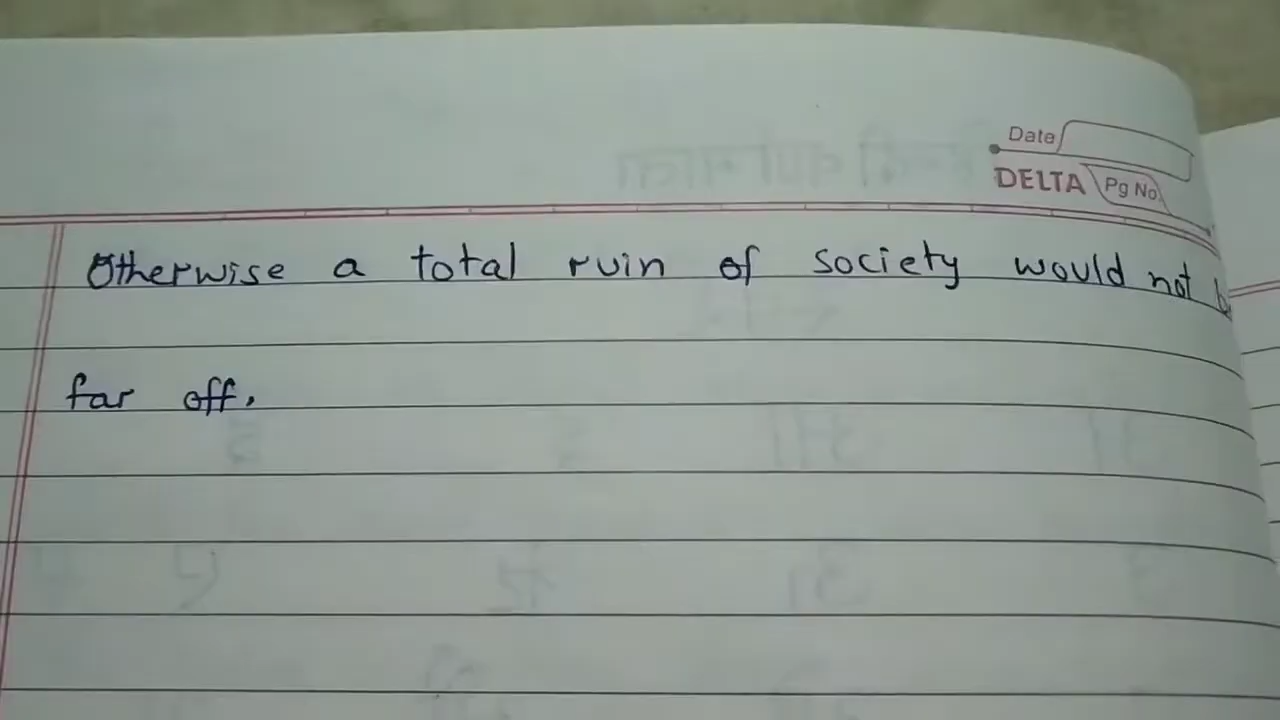 Date
DELTA Pg No.
Otherwise a total ruin of society would not
far off.